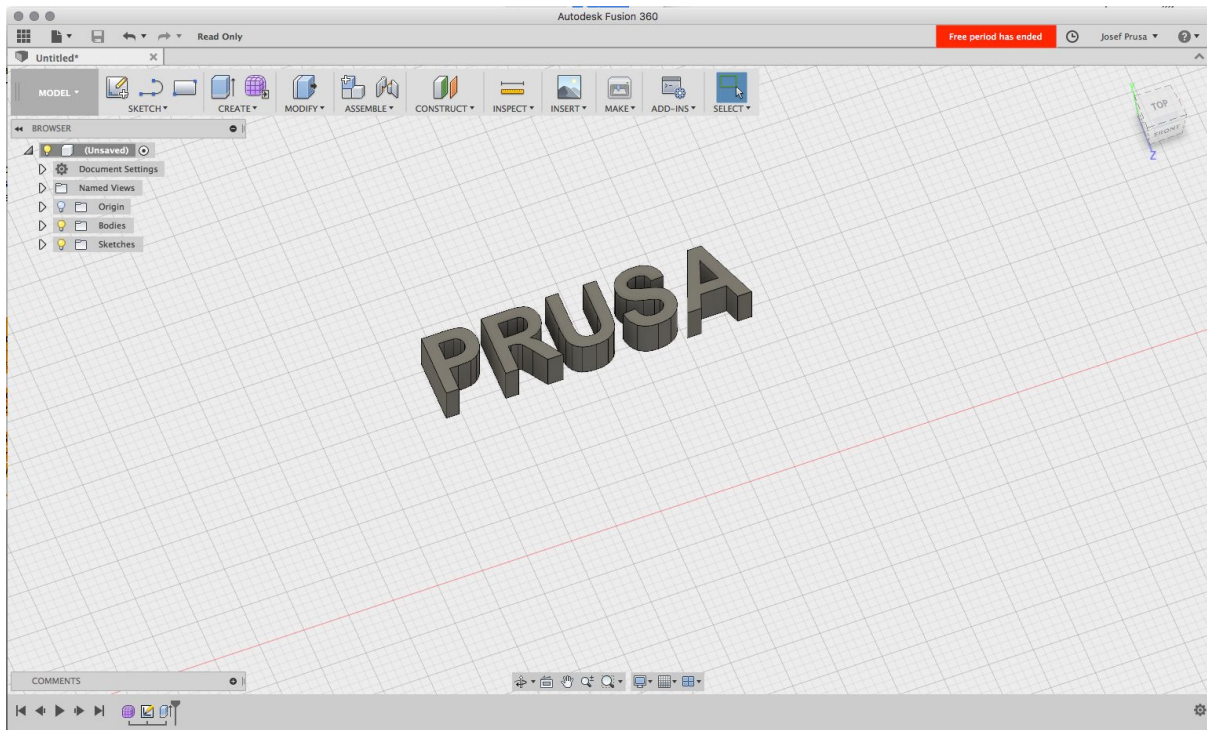 Autodesk Fusion 360
Read Only
Free period has ended
Josef Prusa
Untitled*
MODEL
SKETCH
CREATE
MODIFY
ASSEMBLE
CONSTRUCT
INSPECT
INSERT
MAKE
ADD-INS
SELECT
BROWSER
(Unsaved)
Document Settings
Named Views
Origin
Bodies
Sketches
TOP
FRONT
Z
PRUSA
COMMENTS